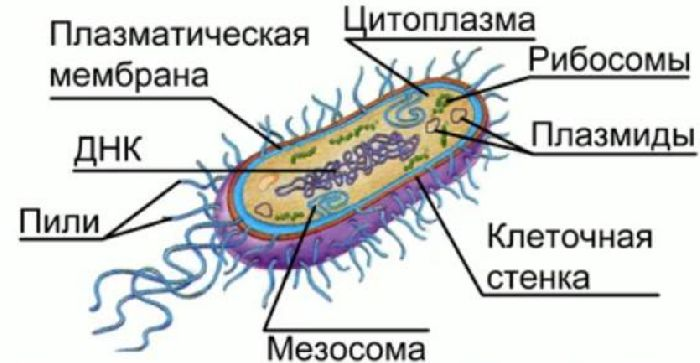 Цитоплазма
Плазматическая
мембрана
Рибосомы
ДНК
Плазмиды
Пили
Клеточная
стенка
Мезосома